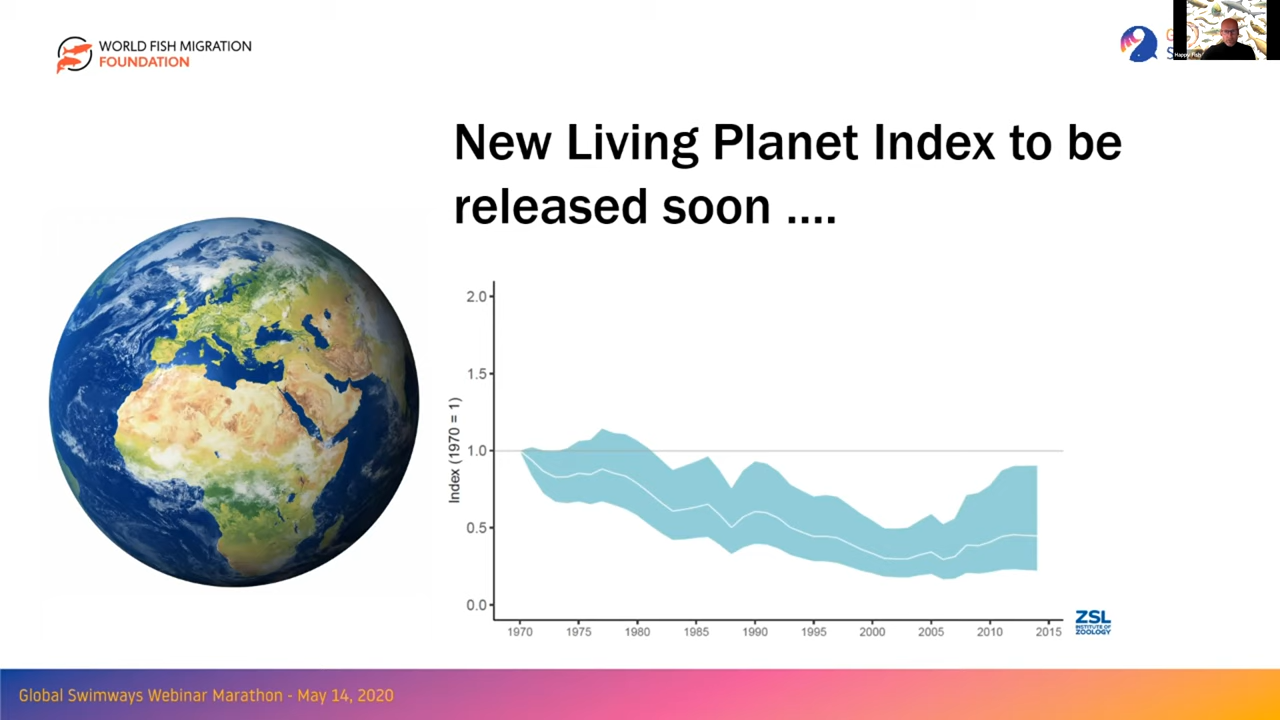 WORLD FISH MIGRATION
FOUNDATION
Happy Fish
New Living Planet Index to be
released soon ....
Index (1970 = 1)
2.0
1.5
1.0
0.5
0.0
1970 1975 1980 1985 1990 1995 2000 2005 2010 2015
ZSL
INSTITUTE OF
ZOOLOGY
Global Swimways Webinar Marathon - May 14, 2020